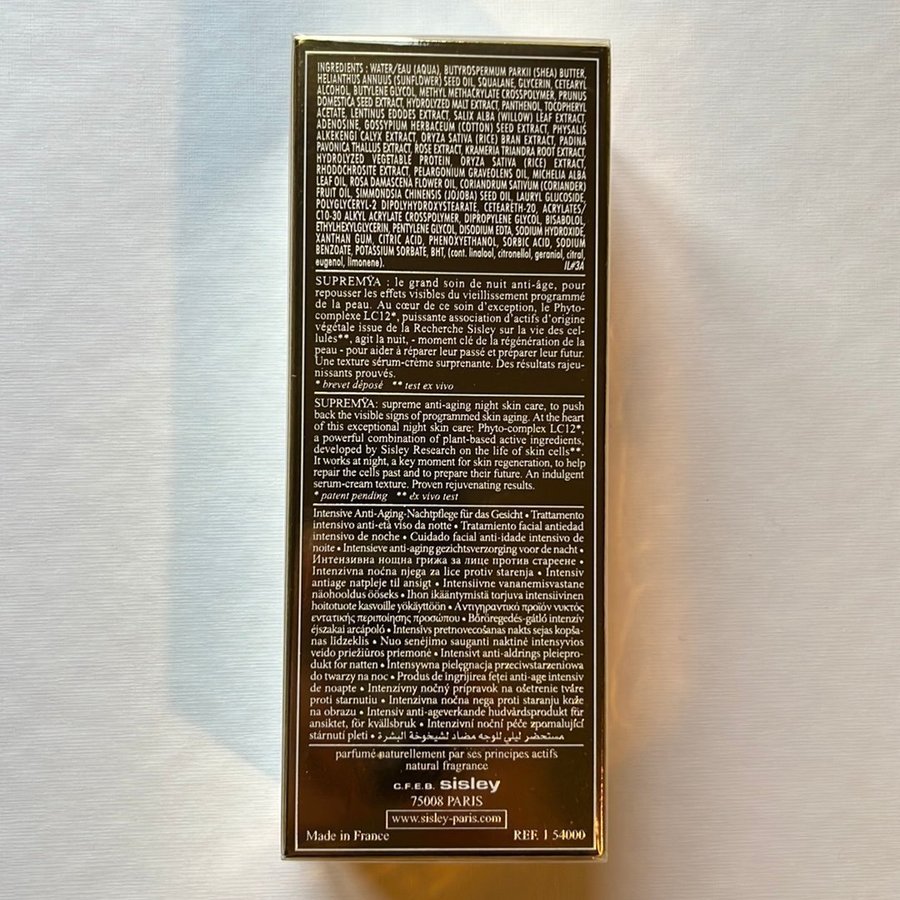 INGREDIENTS : WATER/EAU (AQUA), BUTYROSPERMUM PARKII (SHEA) BUTTER,
HELIANTHUS ANNUUS (SUNFLOWER) SEED OIL, SQUALANE, GLYCERIN, CETEARYL
ALCOHOL, BUTYLENE GLYCOL, METHYL METHACRYLATE CROSSPOLYMER, PRUNUS
DOMESTICA SEED EXTRACT, HYDROLYZED MALT EXTRACT, PANTHENOL, TOCOPHERYL
ACETATE, LENTINUS EDODES EXTRACT, SALIX ALBA (WILLOW) LEAF EXTRACT,
ADENOSINE, GOSSYPIUM HERBACEUM (COTTON) SEED EXTRACT, PHYSALIS
ALKEKENGI CALYX EXTRACT, ORYZA SATIVA (RICE) BRAN EXTRACT, PADINA
PAVONICA THALLUS EXTRACT, ROSE EXTRACT, KRAMERIA TRIANDRA ROOT EXTRACT,
HYDROLYZED VEGETABLE PROTEIN, ORYZA SATIVA (RICE) EXTRACT,
RHODOCHROSITE EXTRACT, PELARGONIUM GRAVEOLENS OIL, MICHELIA ALBA
LEAF OIL, ROSA DAMASCENA FLOWER OIL, CORIANDRUM SATIVUM (CORIANDER)
FRUIT OIL, SIMMONDSIA CHINENSIS (JOJOBA) SEED OIL, LAURYL GLUCOSIDE,
POLYGLYCERYL-2 DIPOLYHYDROXYSTEARATE, CETEARETH-20, ACRYLATES/
C10-30 ALKYL ACRYLATE CROSSPOLYMER, DIPROPYLENE GLYCOL, BISABOLOL,
ETHYLHEXYLGLYCERIN, PENTYLENE GLYCOL, DISODIUM EDTA, SODIUM HYDROXIDE,
XANTHAN GUM, CITRIC ACID, PHENOXYETHANOL, SORBIC ACID, SODIUM
BENZOATE, POTASSIUM SORBATE, BHT, (cont. linalool, citronellol, geraniol, citral,
eugenol, limonene). IL#3A
SUPREMŸA : le grand soin de nuit anti-âge, pour
repousser les effets visibles du vieillissement programmé
de la peau. Au cœur de ce soin d'exception, le Phyto-
complexe LC12*, puissante association d'actifs d'origine
végétale issue de la Recherche Sisley sur la vie des cel-
lules**, agit la nuit, - moment clé de la régénération de la
peau - pour aider à réparer leur passé et préparer leur futur.
Une texture sérum-crème surprenante. Des résultats rajeu-
nissants prouvés.
* brevet déposé ** test ex vivo
SUPREMŸA: supreme anti-aging night skin care, to push
back the visible signs of programmed skin aging. At the heart
of this exceptional night skin care: Phyto-complex LC12*,
a powerful combination of plant-based active ingredients,
developed by Sisley Research on the life of skin cells**.
It works at night, a key moment for skin regeneration, to help
repair the cells past and to prepare their future. An indulgent
serum-cream texture. Proven rejuvenating results.
* patent pending ** ex vivo test
Intensive Anti-Aging-Nachtpflege für das Gesicht • Trattamento
intensivo anti-età viso da notte • Tratamiento facial antiedad
intensivo de noche • Cuidado facial anti-idade intensivo de
noite • Intensieve anti-aging gezichtsverzorging voor de nacht •
Интензивна нощна грижа за лице против стареене •
Intenzivna noćna njega za lice protiv starenja • Intensiv
antiage natpleje til ansigt • Intensiivne vananemisvastane
näohooldus ööseks • Ihon ikääntymistä torjuva intensiivinen
hoitotuote kasvoille yökäyttöön • Αντιγηραντικό προϊόν νυκτός
εντατικής περιποίησης προσώπου • Bőröregedés-gátló intenzív
éjszakai arcápoló • Intensīvs pretnovecošanas nakts sejas kopša-
nas līdzeklis • Nuo senėjimo sauganti naktinė intensyvios
veido priežiūros priemonė • Intensivt anti-aldrings pleiepro-
dukt for natten • Intensywna pielęgnacja przeciwstarzeniowa
do twarzy na noc • Produs de îngrijirea feţei anti-age intensiv
de noapte • Intenzívny nočný prípravok na ošetrenie tváre
proti starnutiu • Intenzivna nočna nega proti staranju kože
na obrazu • Intensiv anti-ageverkande hudvårdsprodukt för
ansiktet, för kvällsbruk • Intenzivní noční péče zpomalující
stárnutí pleti • مستحضر ليلي للوجه مضاد لشيخوخة البشرة •
parfumé naturellement par ses principes actifs
natural fragrance
C.F.E.B. sisley
75008 PARIS
www.sisley-paris.com
Made in France REF. 1 54000